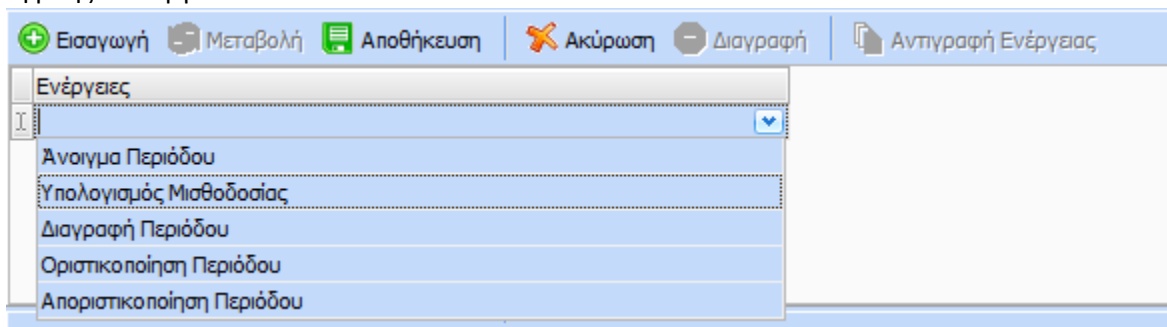 Εισαγωγή Μεταβολή Αποθήκευση Ακύρωση Διαγραφή Αντιγραφή Ενέργειας
Ενέργειες
Άνοιγμα Περιόδου
Υπολογισμός Μισθοδοσίας
Διαγραφή Περιόδου
Οριστικοποίηση Περιόδου
Αποριστικοποίηση Περιόδου